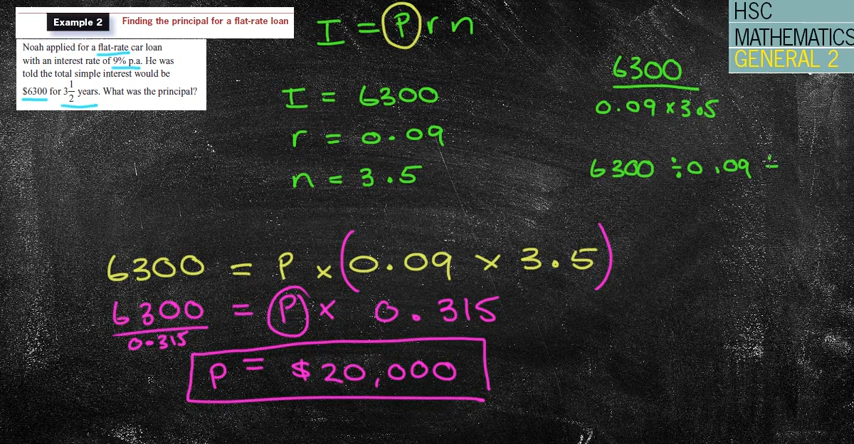 Example 2 Finding the principal for a flat-rate loan
Noah applied for a flat-rate car loan
with an interest rate of 9% p.a. He was
told the total simple interest would be
$6300 for 3 1/2 years. What was the principal?
I = P r n
I = 6300
r = 0.09
n = 3.5
HSC
MATHEMATICS
GENERAL 2
6300
0.09 x 3.5
6300 ÷ 0.09 ÷
6300 = P x (0.09 x 3.5)
6300 = P x 0.315
0.315
P = $20,000